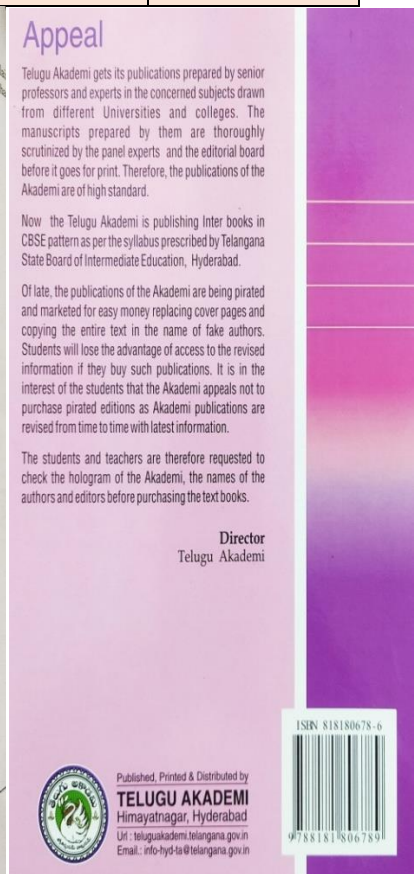 Appeal
Telugu Akademi gets its publications prepared by senior
professors and experts in the concerned subjects drawn
from different Universities and colleges. The
manuscripts prepared by them are thoroughly
scrutinized by the panel experts and the editorial board
before it goes for print. Therefore, the publications of the
Akademi are of high standard.
Now the Telugu Akademi is publishing Inter books in
CBSE pattern as per the syllabus prescribed by Telangana
State Board of Intermediate Education, Hyderabad.
Of late, the publications of the Akademi are being pirated
and marketed for easy money replacing cover pages and
copying the entire text in the name of fake authors.
Students will lose the advantage of access to the revised
information if they buy such publications. It is in the
interest of the students that the Akademi appeals not to
purchase pirated editions as Akademi publications are
revised from time to time with latest information.
The students and teachers are therefore requested to
check the hologram of the Akademi, the names of the
authors and editors before purchasing the text books.
Director
Telugu Akademi
ISBN 818180678-6
9 788181 806789
Published, Printed & Distributed by
TELUGU AKADEMI
Himayatnagar, Hyderabad
Url : teluguakademi.telangana.gov.in
Email.: info-hyd-ta@telangana.gov.in